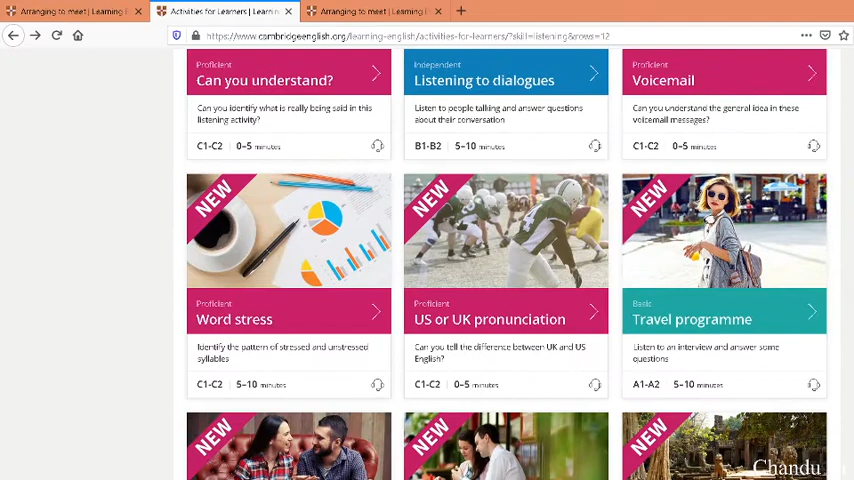 Arranging to meet | Learning E
Activities for Learners | Learnin
Arranging to meet | Learning E
https://www.cambridgeenglish.org/learning-english/activities-for-learners/?skill=listening&rows=12
Proficient
Can you understand?
Can you identify what is really being said in this
listening activity?
C1-C2 | 0–5 minutes
Independent
Listening to dialogues
Listen to people talking and answer questions
about their conversation
B1-B2 | 5–10 minutes
Proficient
Voicemail
Can you understand the general idea in these
voicemail messages?
C1-C2 | 0–5 minutes
NEW
Proficient
Word stress
Identify the pattern of stressed and unstressed
syllables
C1-C2 | 5–10 minutes
NEW
Proficient
US or UK pronunciation
Can you tell the difference between UK and US
English?
C1-C2 | 0–5 minutes
NEW
Basic
Travel programme
Listen to an interview and answer some
questions
A1-A2 | 5–10 minutes
NEW
NEW
NEW
Chandu